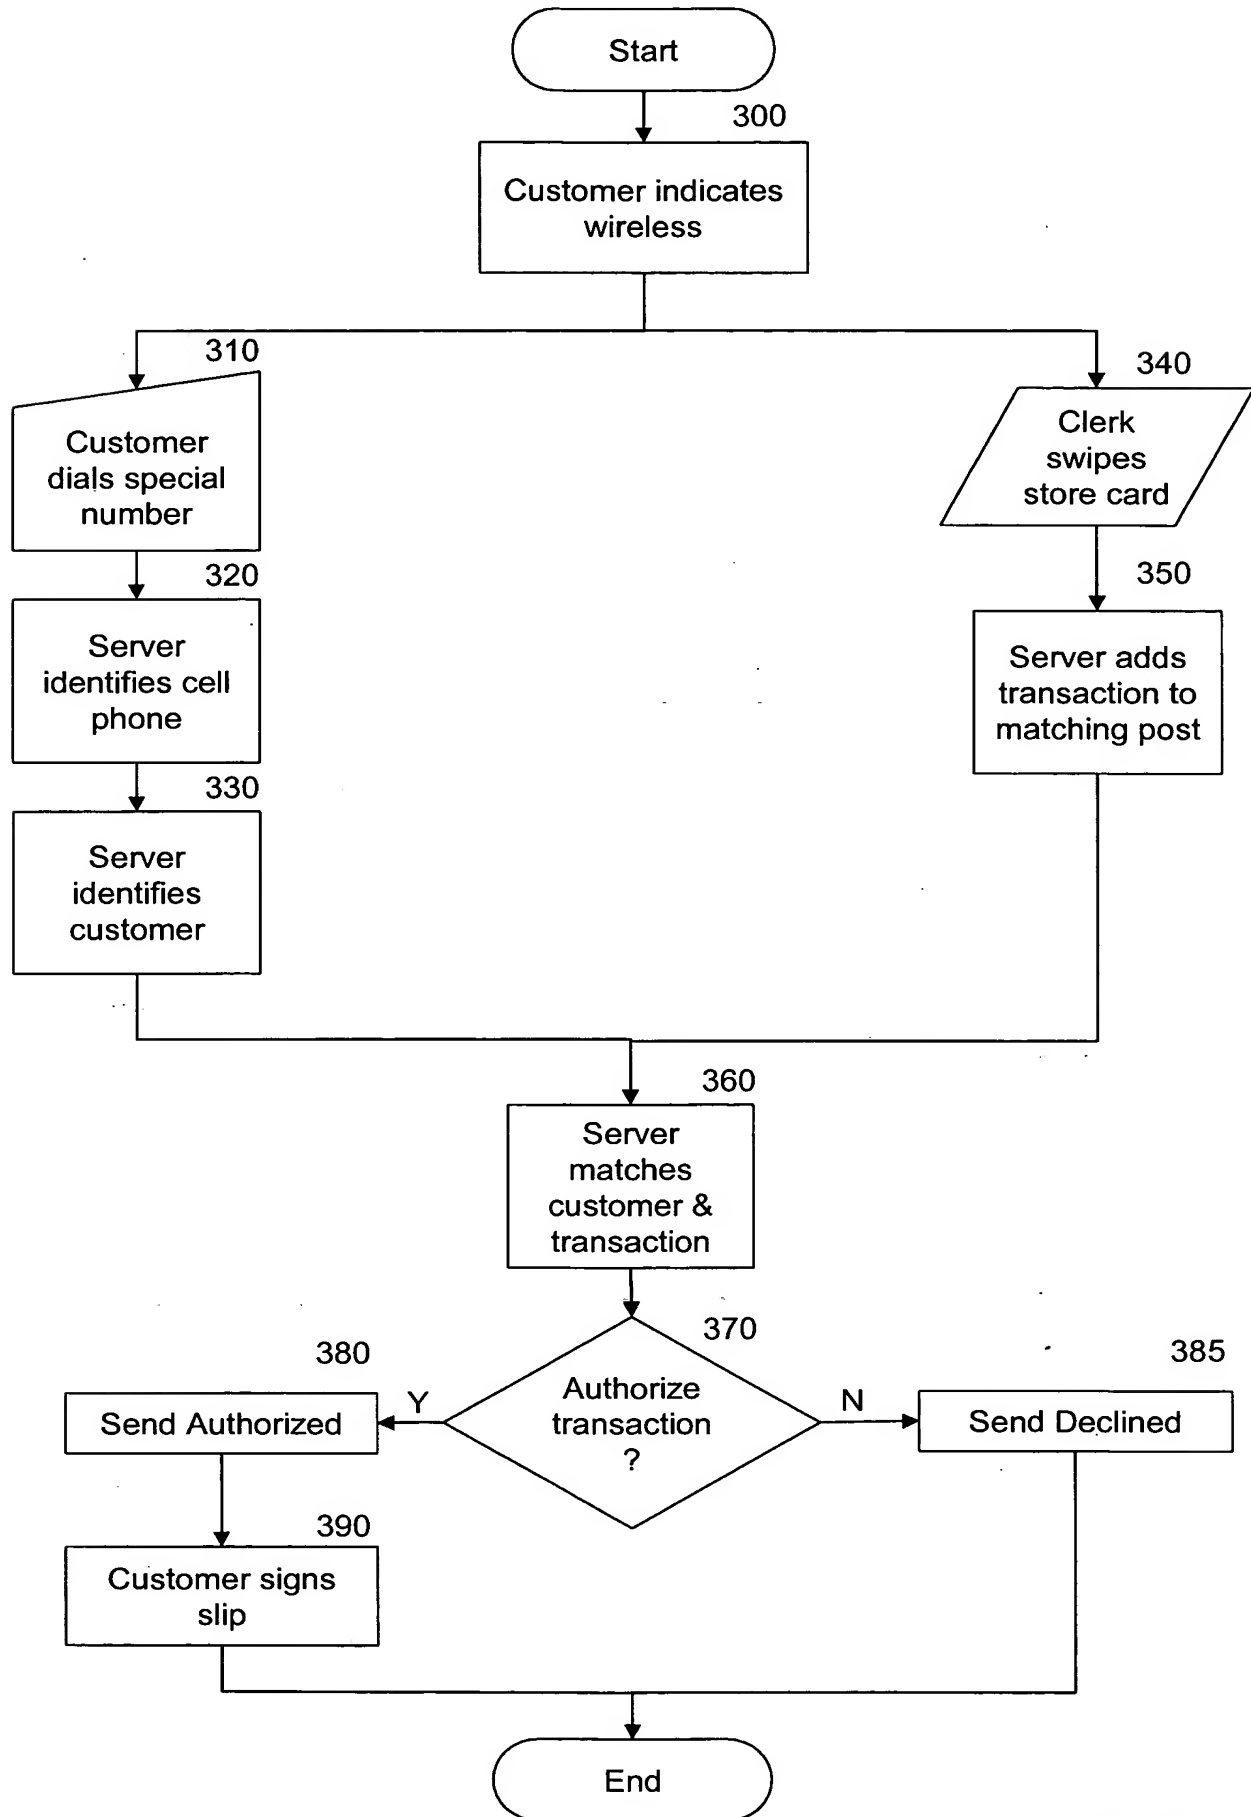 Start
300
Customer indicates
wireless
310
Customer
dials special
number
320
Server
identifies cell
phone
330
Server
identifies
customer
340
Clerk
swipes
store card
350
Server adds
transaction to
matching post
360
Server
matches
customer &
transaction
370
Authorize
transaction
?
Y
N
380
Send Authorized
385
Send Declined
390
Customer signs
slip
End